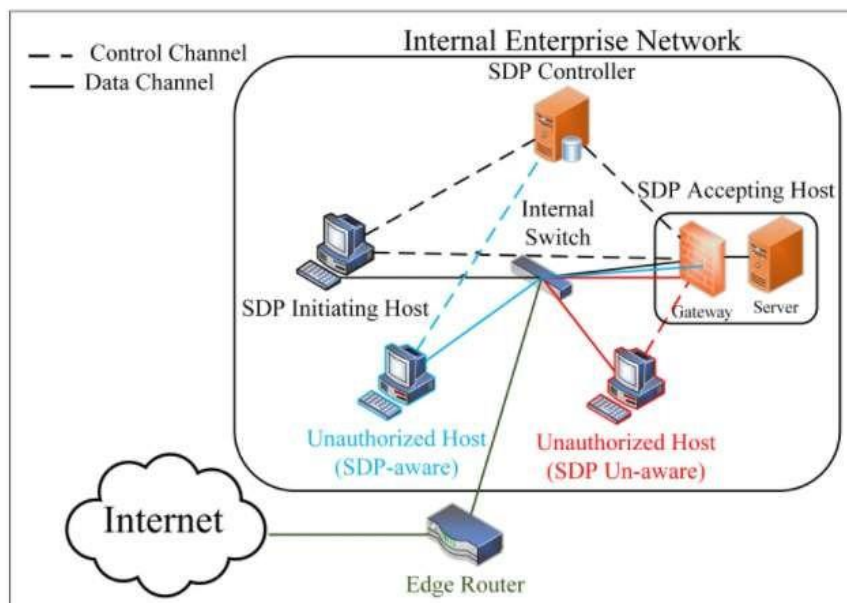 Control Channel
Data Channel
Internal Enterprise Network
SDP Controller
SDP Accepting Host
Internal
Switch
SDP Initiating Host
Gateway
Server
Unauthorized Host
(SDP-aware)
Unauthorized Host
(SDP Un-aware)
Internet
Edge Router